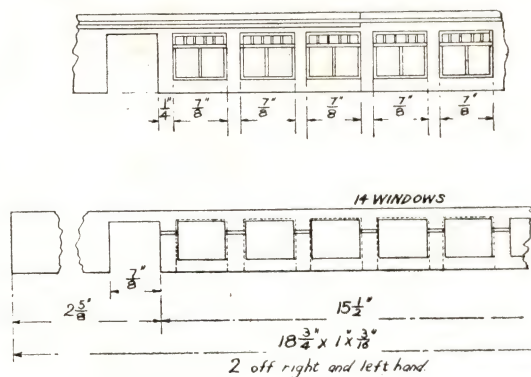 1/4" 7/8" 7/8" 7/8" 7/8" 7/8"
14 WINDOWS
7/8"
2 5/8" 15 1/2"
18 3/4" x 1" x 3/16"
2 off right and left hand.